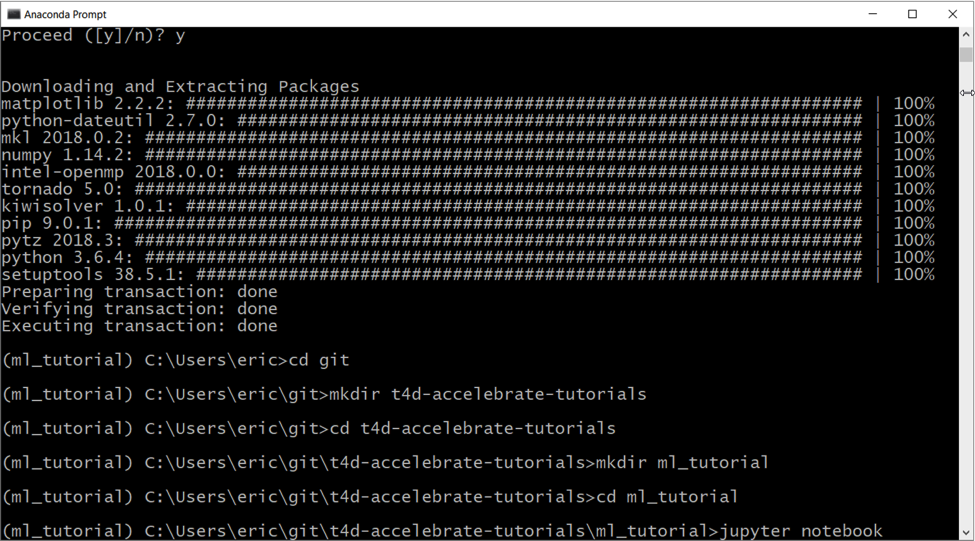 Anaconda Prompt
Proceed ([y]/n)? y
Downloading and Extracting Packages
matplotlib 2.2.2: ################################################################## | 100%
python-dateutil 2.7.0: ############################################################# | 100%
mkl 2018.0.2: ###################################################################### | 100%
numpy 1.14.2: ###################################################################### | 100%
intel-openmp 2018.0.0: ############################################################# | 100%
tornado 5.0: ####################################################################### | 100%
kiwisolver 1.0.1: ################################################################## | 100%
pip 9.0.1: ######################################################################### | 100%
pytz 2018.3: ####################################################################### | 100%
python 3.6.4: ###################################################################### | 100%
setuptools 38.5.1: ################################################################# | 100%
Preparing transaction: done
Verifying transaction: done
Executing transaction: done
(ml_tutorial) C:\Users\eric>cd git
(ml_tutorial) C:\Users\eric\git>mkdir t4d-accelebrate-tutorials
(ml_tutorial) C:\Users\eric\git>cd t4d-accelebrate-tutorials
(ml_tutorial) C:\Users\eric\git\t4d-accelebrate-tutorials>mkdir ml_tutorial
(ml_tutorial) C:\Users\eric\git\t4d-accelebrate-tutorials>cd ml_tutorial
(ml_tutorial) C:\Users\eric\git\t4d-accelebrate-tutorials\ml_tutorial>jupyter notebook